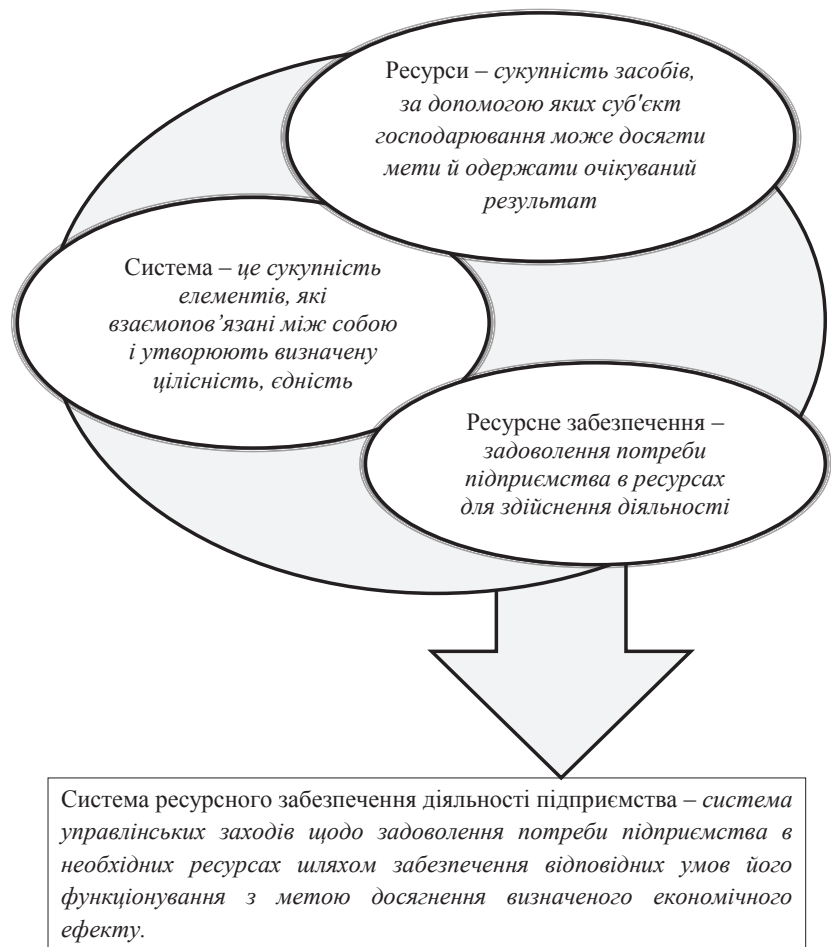 Ресурси – сукупність засобів,
за допомогою яких суб'єкт
господарювання може досягти
мети й одержати очікуваний
результат
Система – це сукупність
елементів, які
взаємопов’язані між собою
і утворюють визначену
цілісність, єдність
Ресурсне забезпечення –
задоволення потреби
підприємства в ресурсах
для здійснення діяльності
Система ресурсного забезпечення діяльності підприємства – система
управлінських заходів щодо задоволення потреби підприємства в
необхідних ресурсах шляхом забезпечення відповідних умов його
функціонування з метою досягнення визначеного економічного
ефекту.